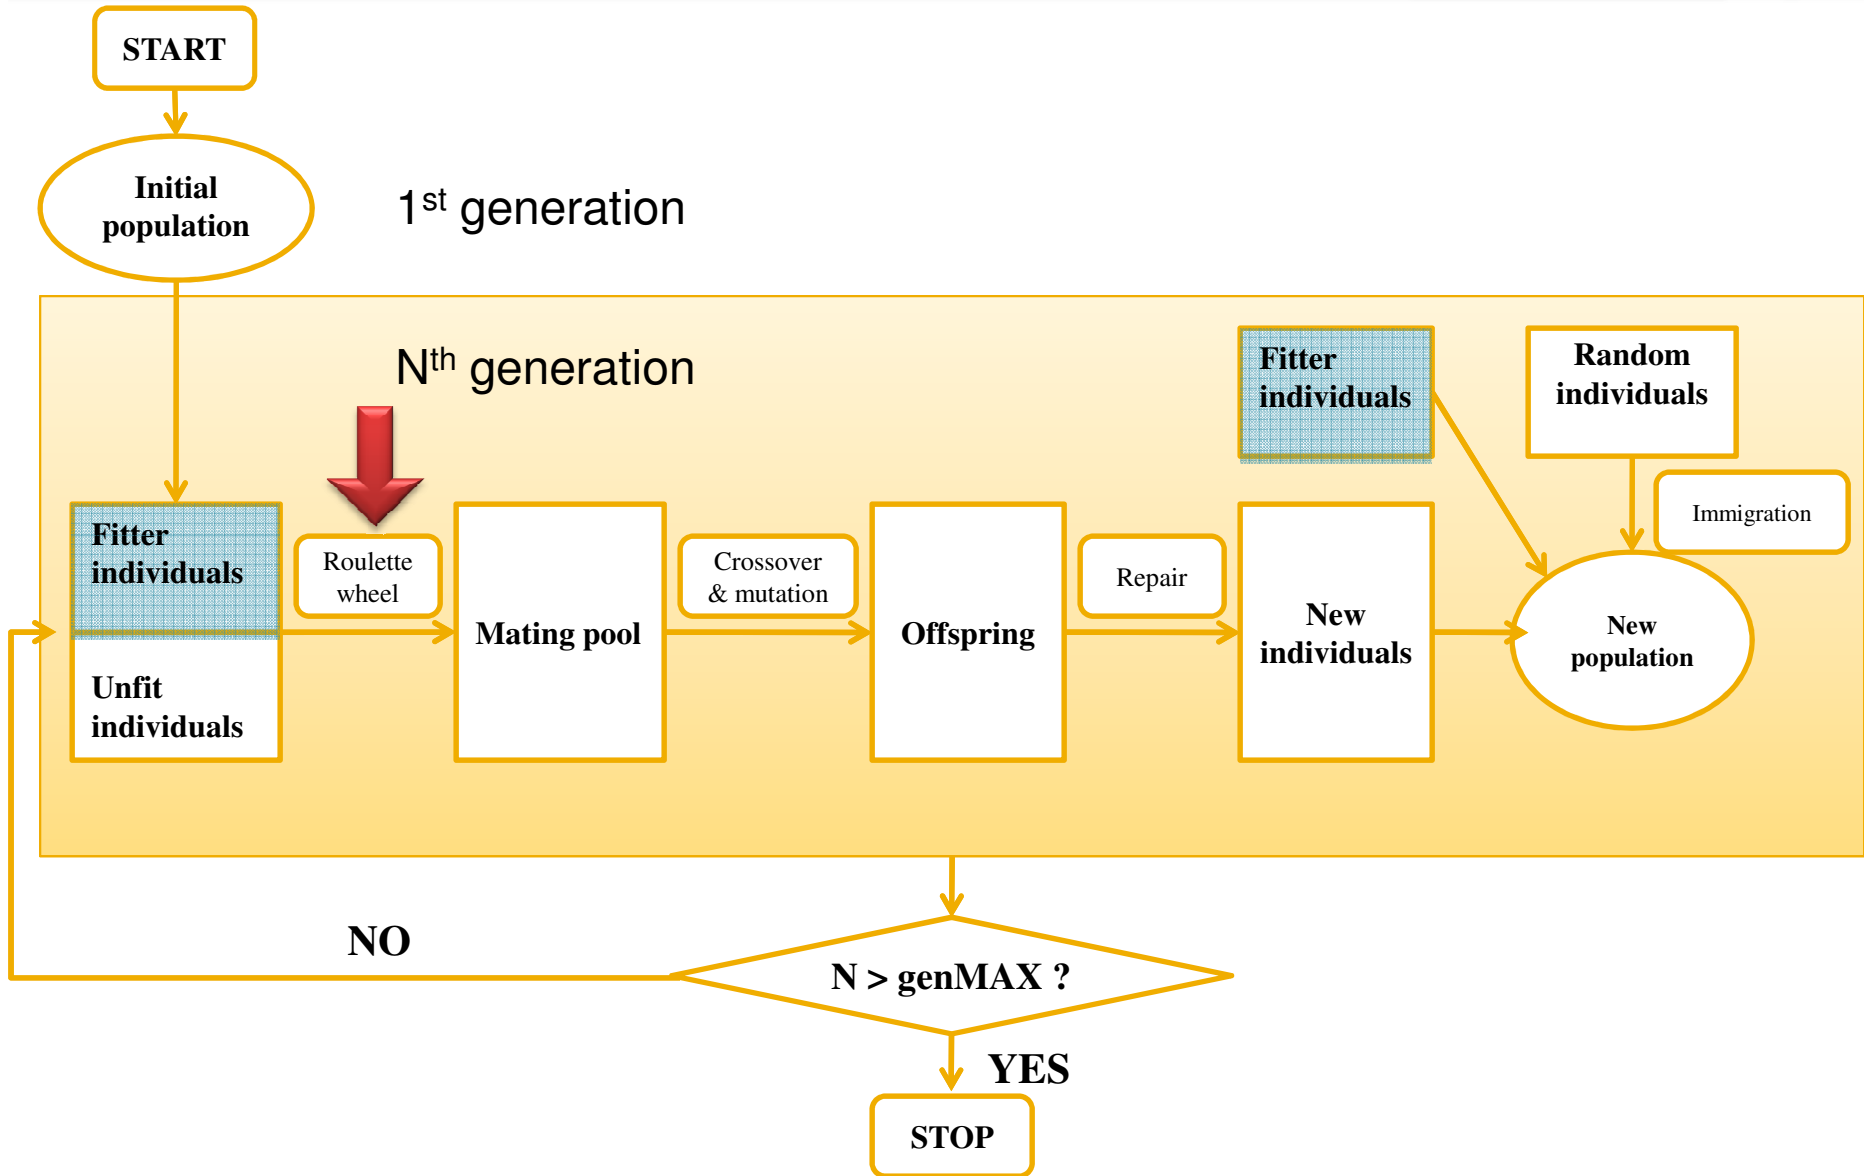 START
Initial
population
1st generation
Nth generation
Fitter
individuals
Random
individuals
Immigration
Fitter
individuals
Unfit
individuals
Roulette
wheel
Mating pool
Crossover
& mutation
Offspring
Repair
New
individuals
New
population
NO
N > genMAX ?
YES
STOP